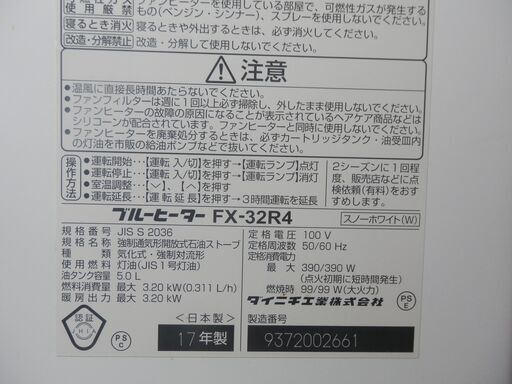 使用厳禁
ファンヒーターを使用している部屋で、可燃性ガスが発生する
もの(ベンジン・シンナー)、スプレーを使用しないでください。
寝るとき消火 寝るときや外出するときは、必ず消火してください。
改造・分解禁止 改造・分解して使用しないでください。
注意
●温風に直接長時間あたらないでください。
●ファンフィルターは週に1回以上必ず掃除し、外したまま使用しないでください。
●ファンヒーターの故障の原因になることが表示されているヘアケア商品などは
シリコーンが配合されています。ファンヒーターと同時に使用しないでください。
●ファンヒーターを廃棄処分するときは、必ずカートリッジタンク・油受皿内
の灯油を市販の給油ポンプなどで抜いてください。
操作方法
●運転開始…【運転 入/切】を押す→【運転ランプ】点灯
●運転停止…【運転 入/切】を押す→【運転ランプ】消灯
●室温調整…【∨】、【∧】を押す
●運転延長…【運転延長】を押す→3時間運転を延長
2シーズンに1回程
度、販売店などに点
検依頼(有料)をおす
すめします。
ブルーヒーター FX-32R4 スノーホワイト(W)
規格番号 JIS S 2036
規格名称 強制通気形開放式石油ストーブ
種類 気化式・強制対流形
使用燃料 灯油(JIS1号灯油)
油タンク容量 5.0 L
燃料消費量 最大 3.20 kW(0.311 L/h)
暖房出力 最大 3.20 kW
定格電圧 100 V
定格周波数 50/60 Hz
定格消費電力
最大 390/390 W
(点火初期に短時間発生)
燃焼時 99/99 W(大火力)
ダイニチ工業株式会社
PS
E
認証
JHIA
PS
C
<日本製>
17年製
製造番号
9372002661